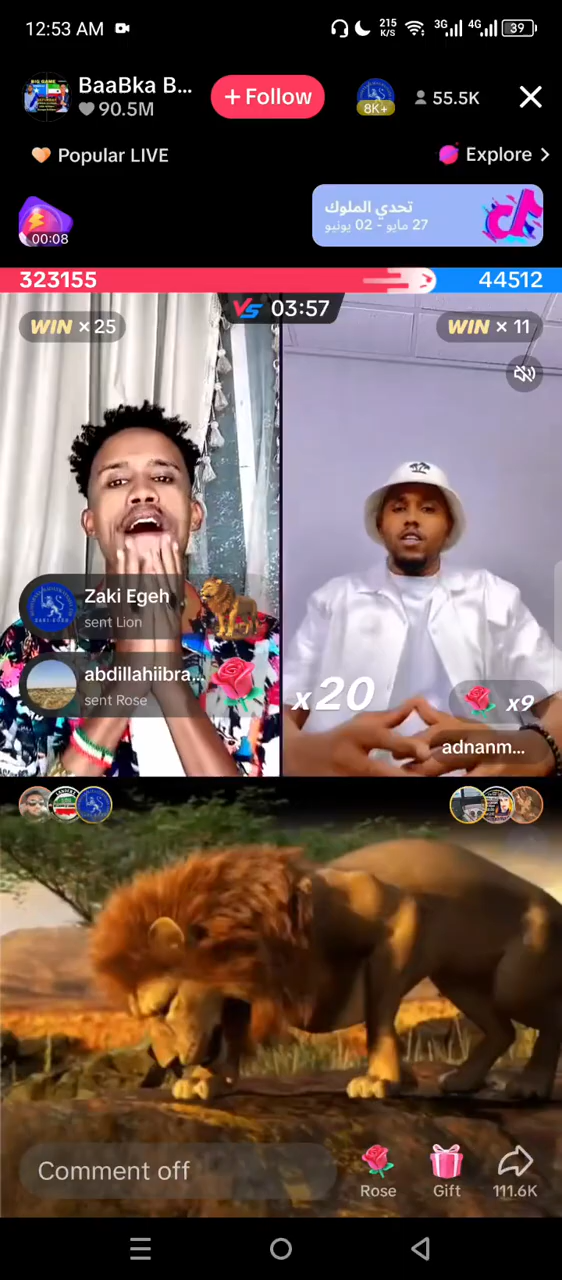 12:53 AM
215
K/S
3G
4G
39
BaaBka B...
90.5M
+ Follow
8K+
55.5K
Popular LIVE
Explore >
00:08
تحدي الملوك
27 مايو - 02 يونيو
323155
44512
VS 03:57
WIN × 25
WIN × 11
Zaki Egeh
sent Lion
abdillahiibra...
sent Rose
x20
x9
adnanm...
Comment off
Rose
Gift
111.6K